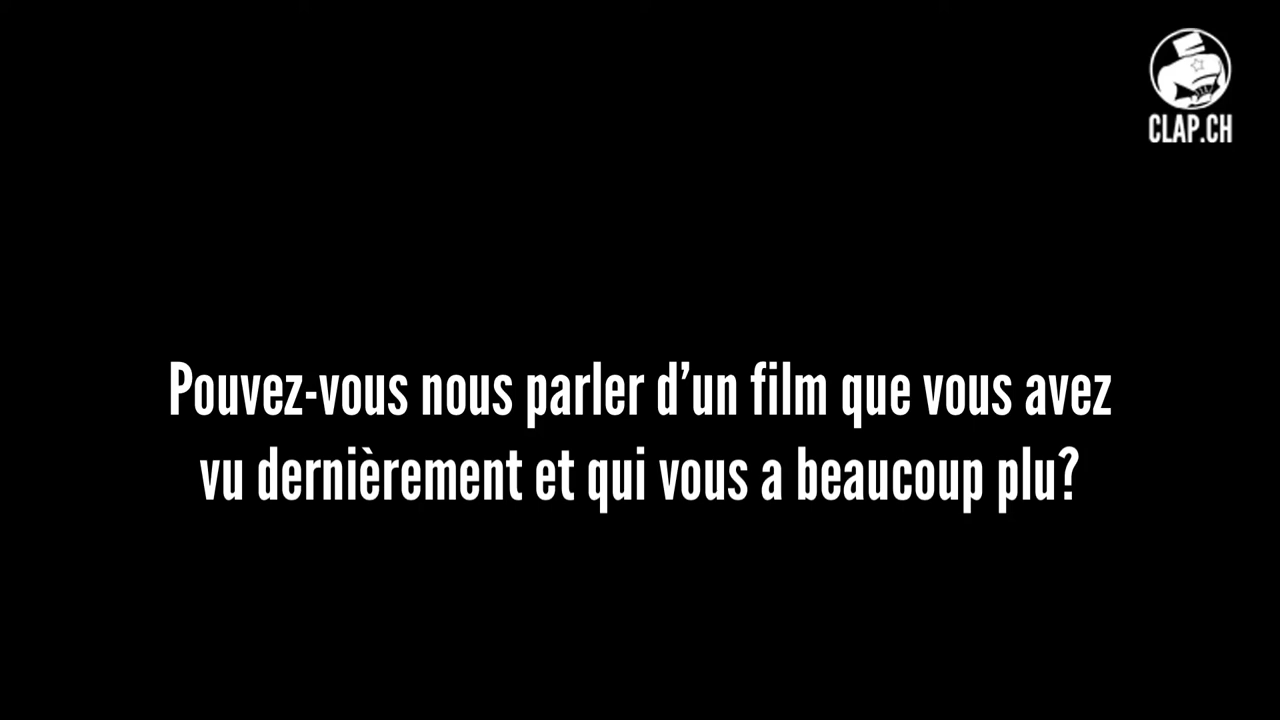 CLAP.CH
Pouvez-vous nous parler d’un film que vous avez
vu dernièrement et qui vous a beaucoup plu?